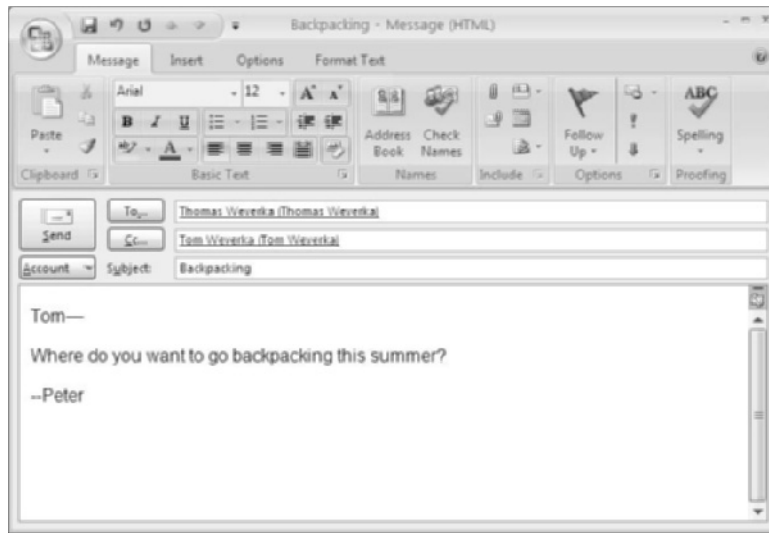 Backpacking - Message (HTML)
Message Insert Options Format Text
Arial 12 A A
B I U
ab A
ABC
Paste
Address Book
Check Names
Follow Up
Spelling
Clipboard Basic Text Names Include Options Proofing
Send
To... Thomas Weverka (Thomas Weverka)
Cc... Tom Weverka (Tom Weverka)
Account Subject: Backpacking
Tom—
Where do you want to go backpacking this summer?
--Peter